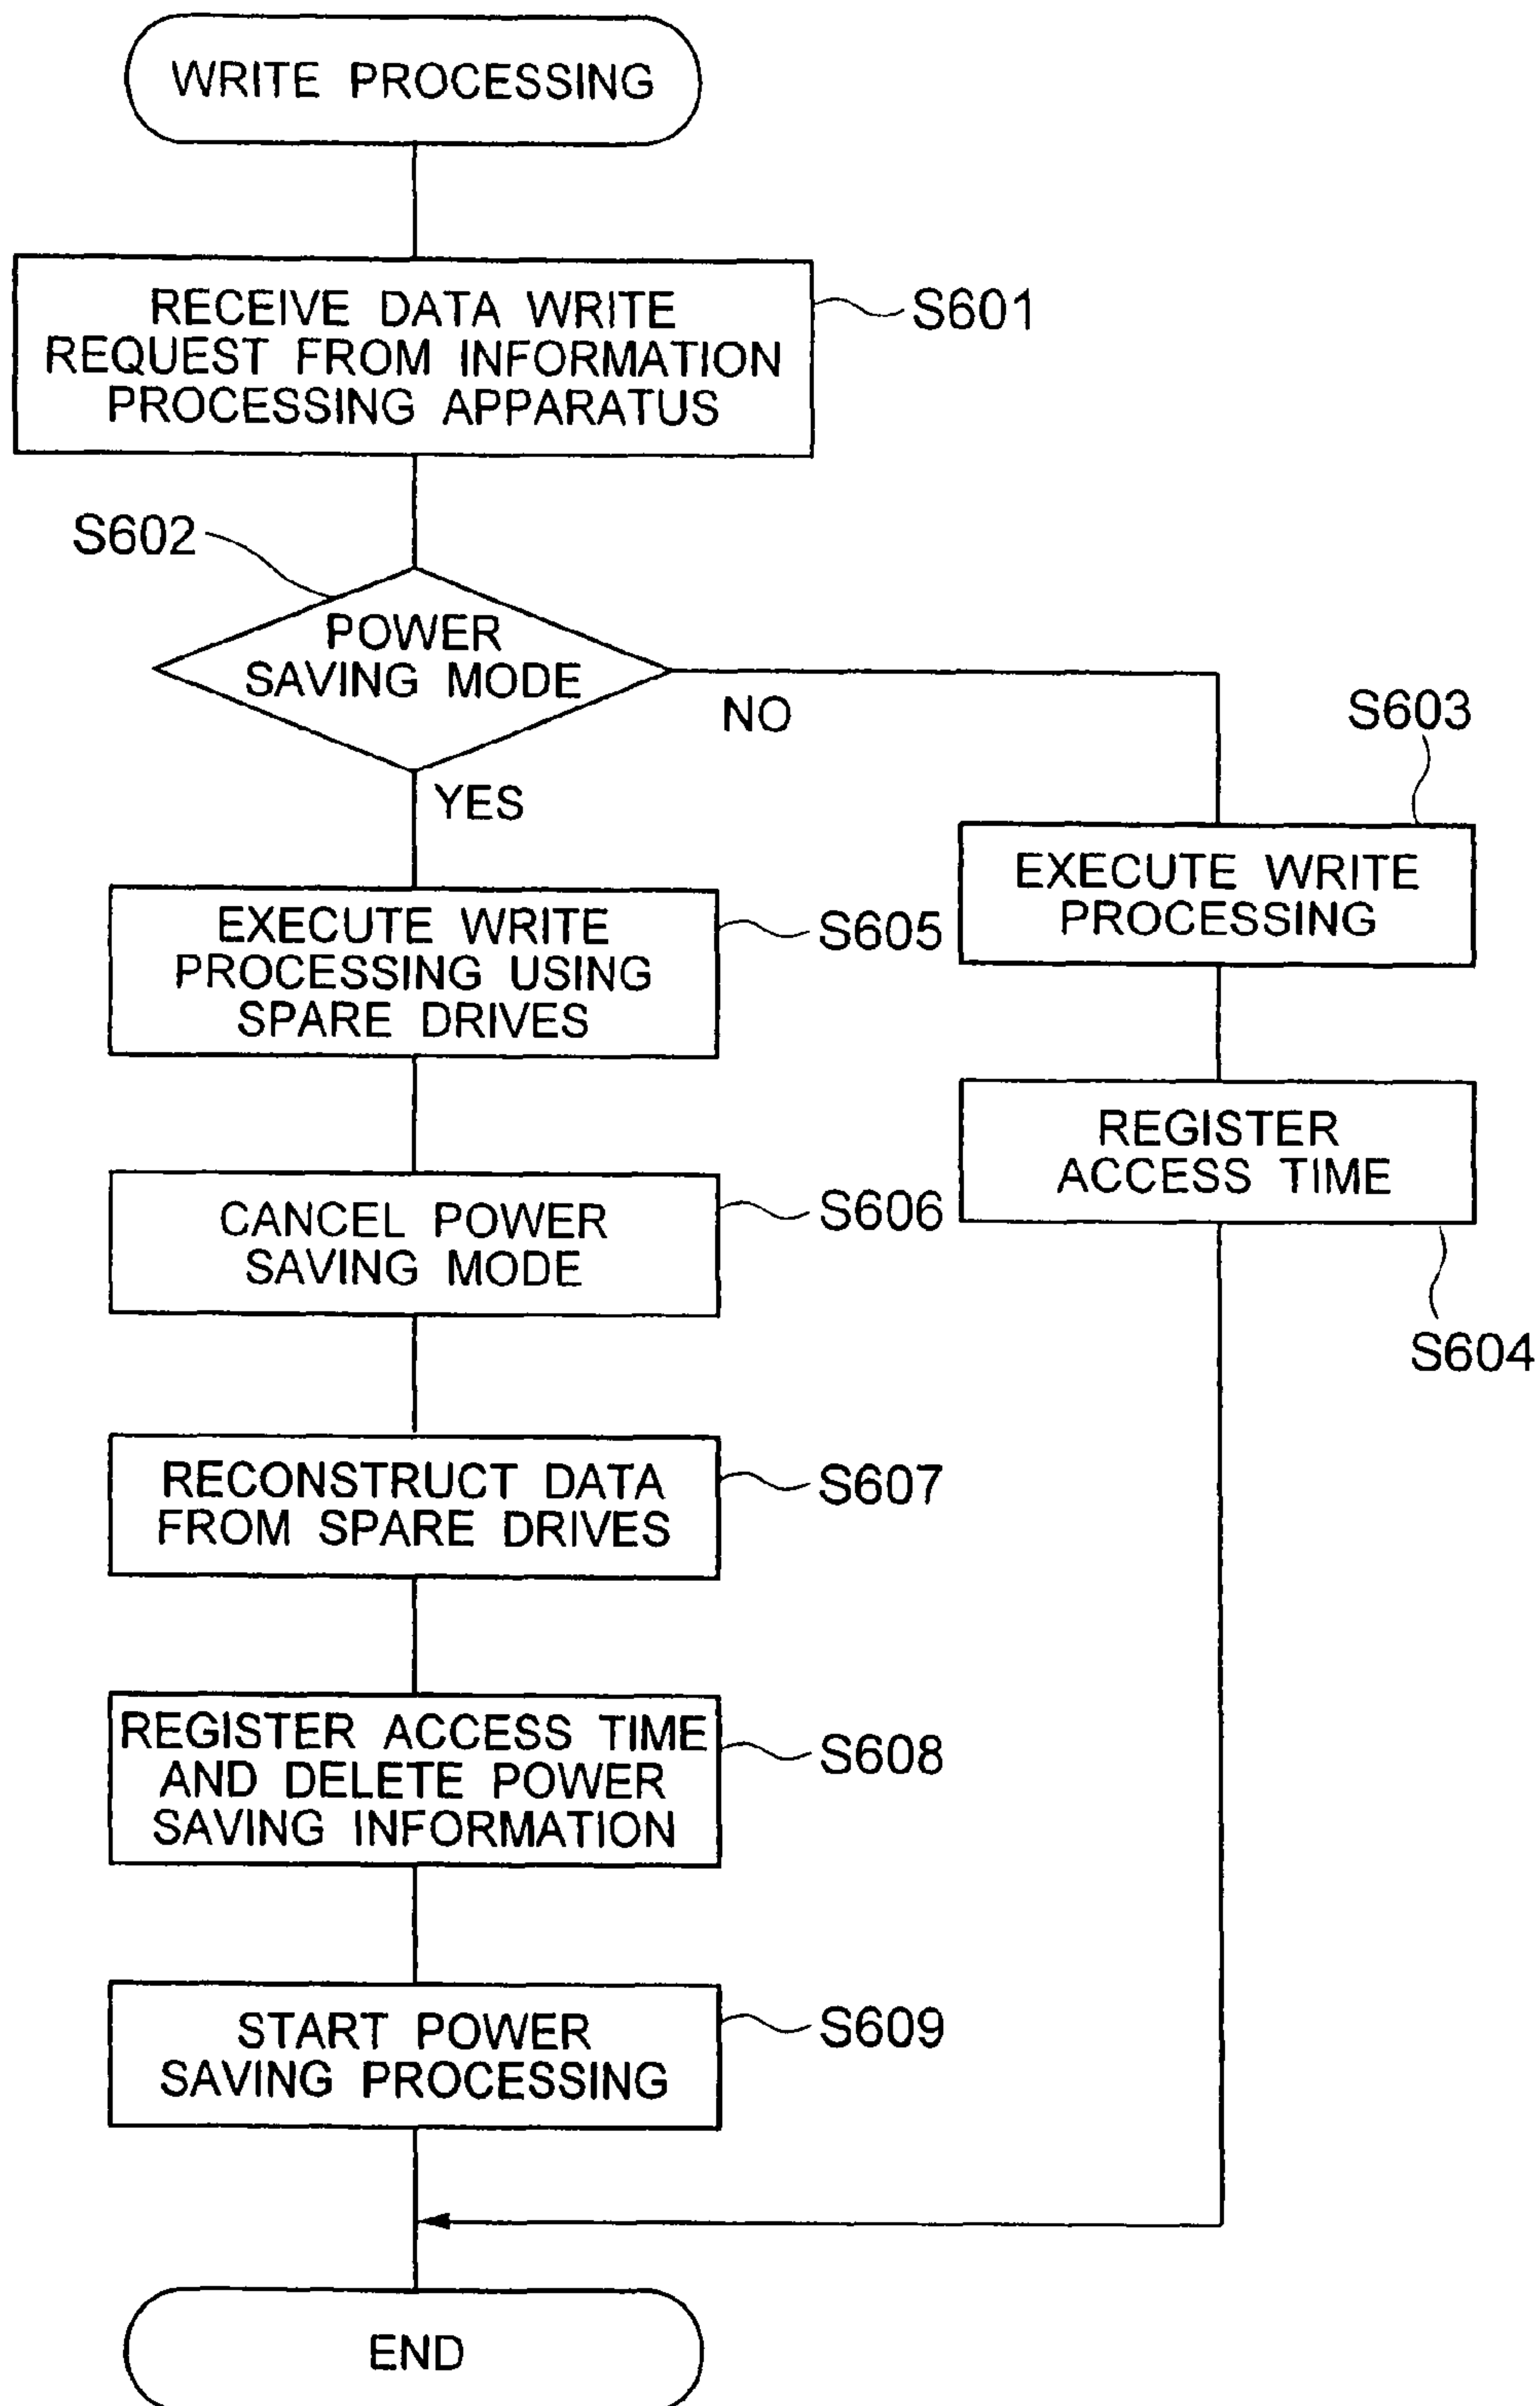 WRITE PROCESSING
RECEIVE DATA WRITE
REQUEST FROM INFORMATION
PROCESSING APPARATUS
S601
S602
POWER
SAVING MODE
NO
YES
S603
EXECUTE WRITE
PROCESSING
REGISTER
ACCESS TIME
S604
EXECUTE WRITE
PROCESSING USING
SPARE DRIVES
S605
CANCEL POWER
SAVING MODE
S606
RECONSTRUCT DATA
FROM SPARE DRIVES
S607
REGISTER ACCESS TIME
AND DELETE POWER
SAVING INFORMATION
S608
START POWER
SAVING PROCESSING
S609
END